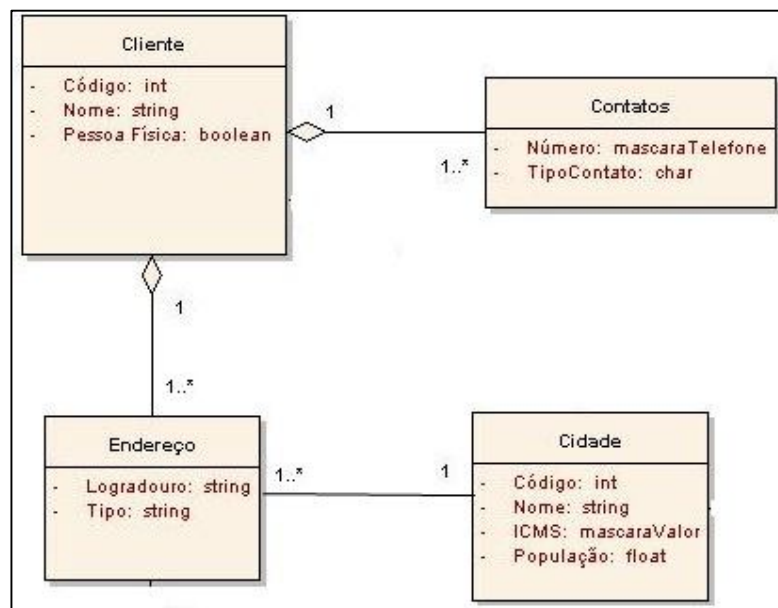 Cliente
- Código: int
- Nome: string
- Pessoa Física: boolean
1
1..*
Contatos
- Número: mascaraTelefone
- TipoContato: char
1
1..*
Endereço
- Logradouro: string
- Tipo: string
1..*
1
Cidade
- Código: int
- Nome: string
- ICMS: mascaraValor
- População: float